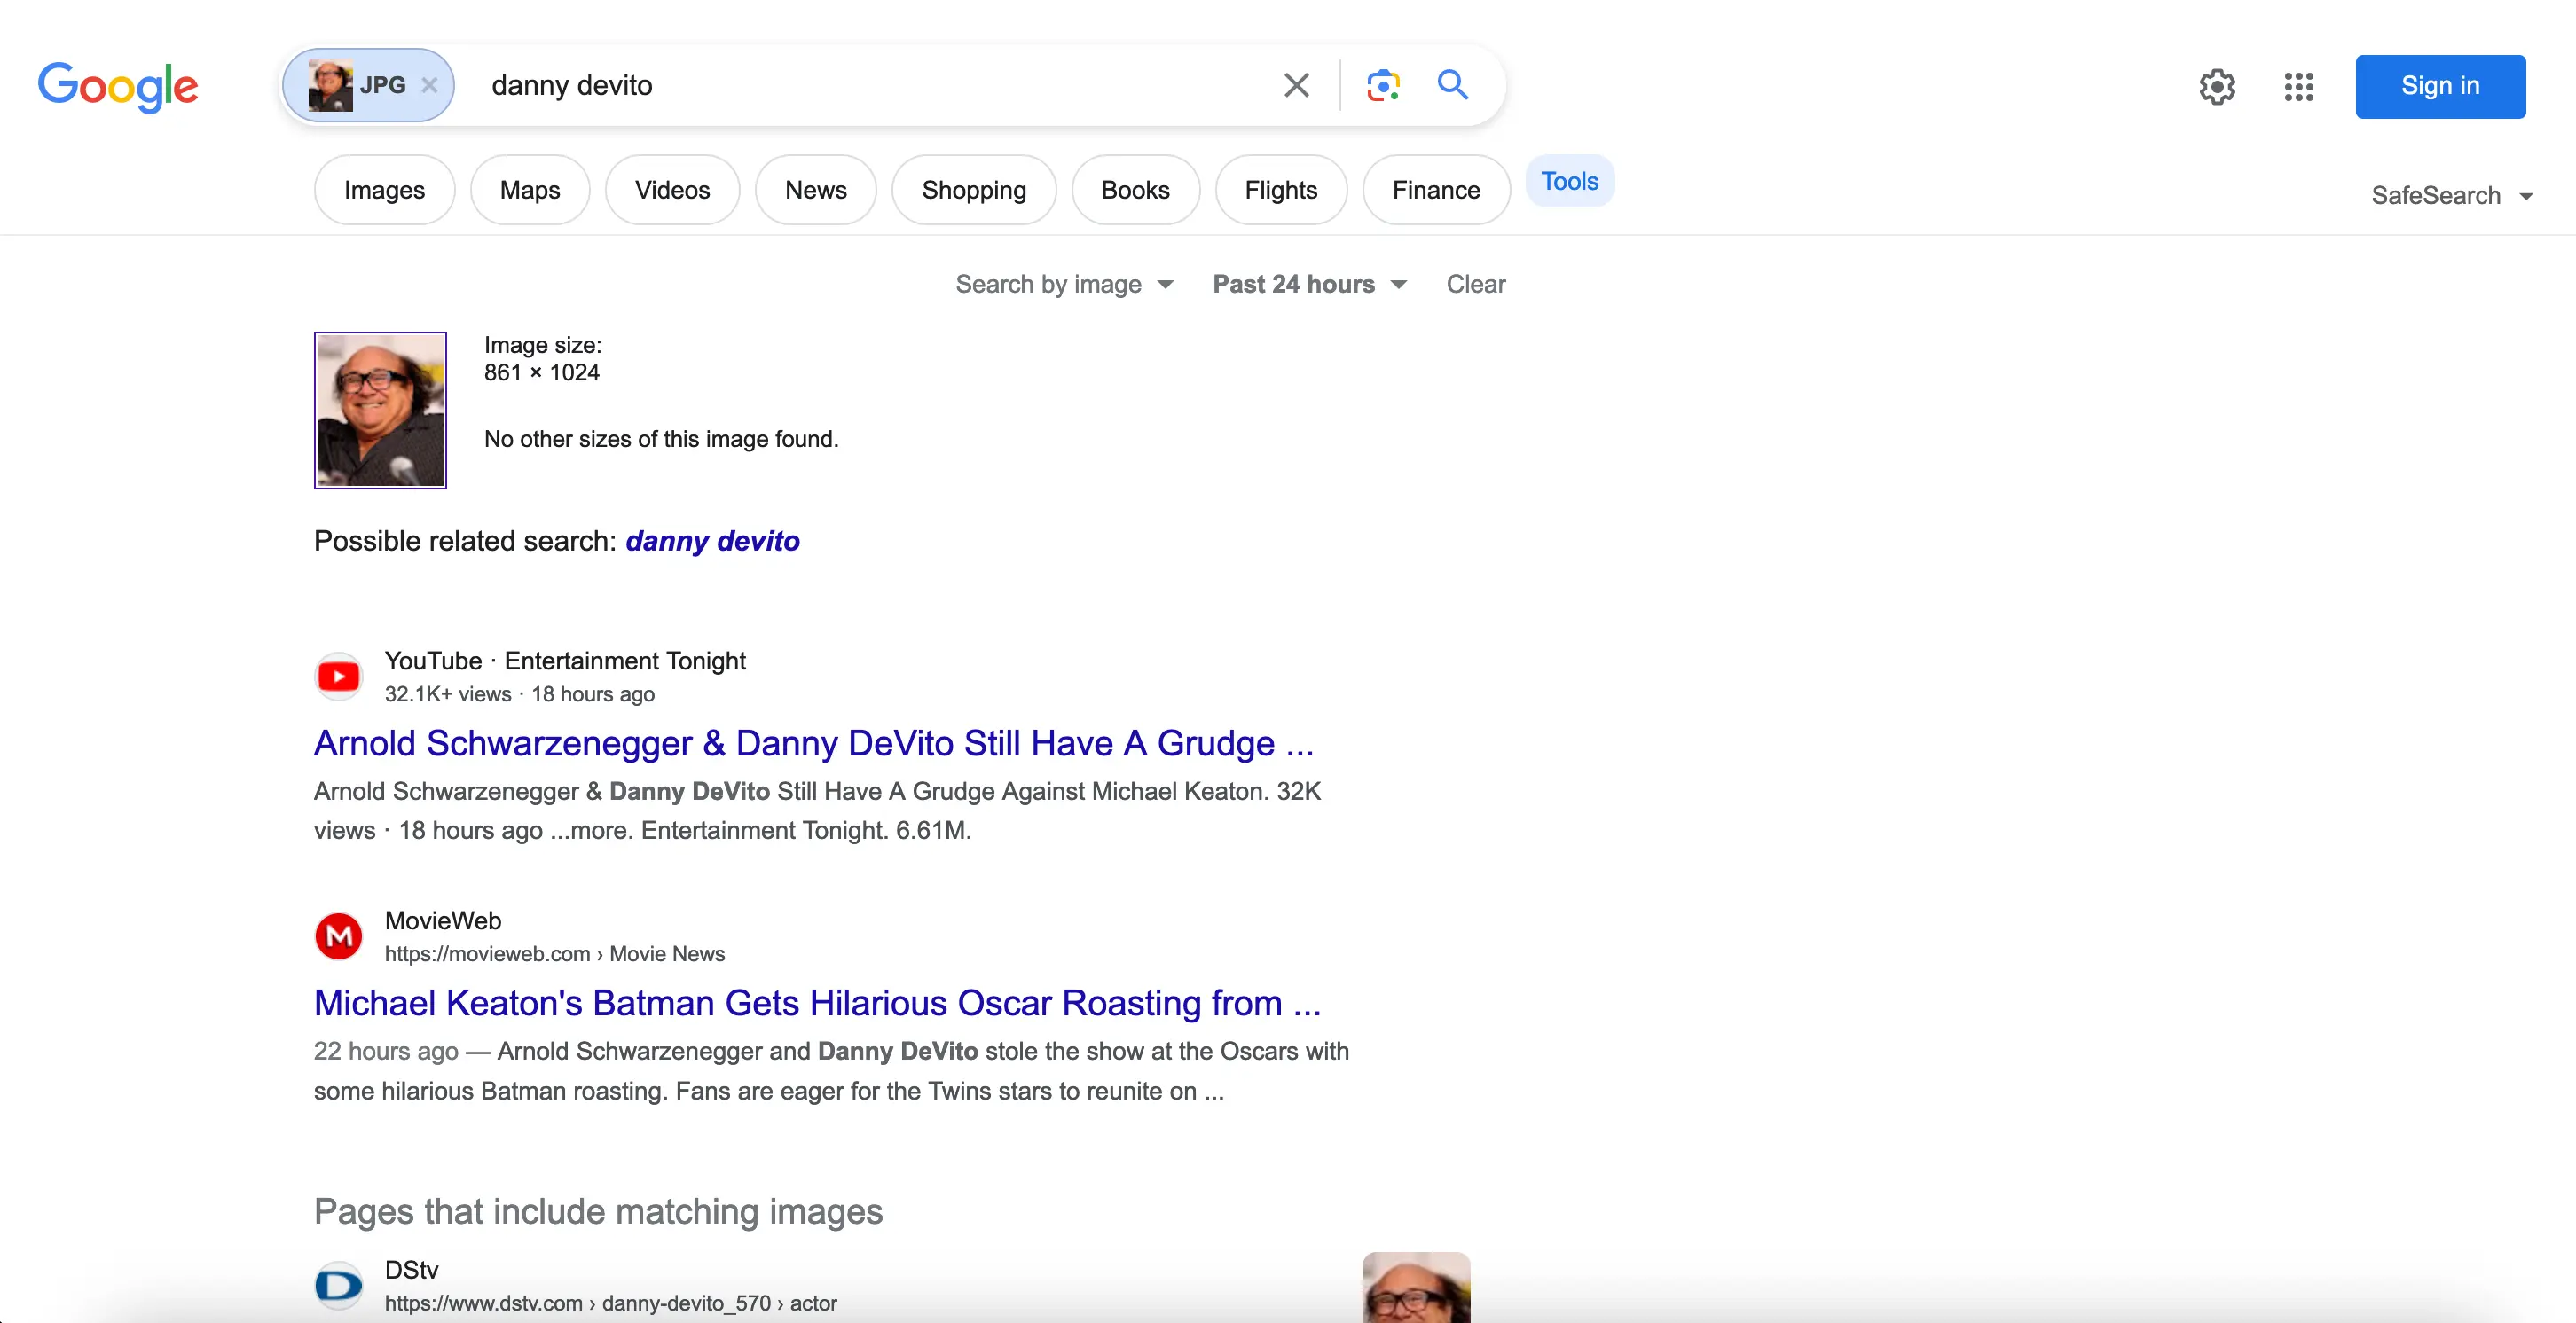 Google
JPG
danny devito
Sign in
Images
Maps
Videos
News
Shopping
Books
Flights
Finance
Tools
SafeSearch
Search by image
Past 24 hours
Clear
Image size:
861 × 1024
No other sizes of this image found.
Possible related search: danny devito
YouTube · Entertainment Tonight
32.1K+ views · 18 hours ago
Arnold Schwarzenegger & Danny DeVito Still Have A Grudge ...
Arnold Schwarzenegger & Danny DeVito Still Have A Grudge Against Michael Keaton. 32K
views · 18 hours ago ...more. Entertainment Tonight. 6.61M.
M
MovieWeb
https://movieweb.com › Movie News
Michael Keaton's Batman Gets Hilarious Oscar Roasting from ...
22 hours ago — Arnold Schwarzenegger and Danny DeVito stole the show at the Oscars with
some hilarious Batman roasting. Fans are eager for the Twins stars to reunite on ...
Pages that include matching images
D
DStv
https://www.dstv.com › danny-devito_570 › actor